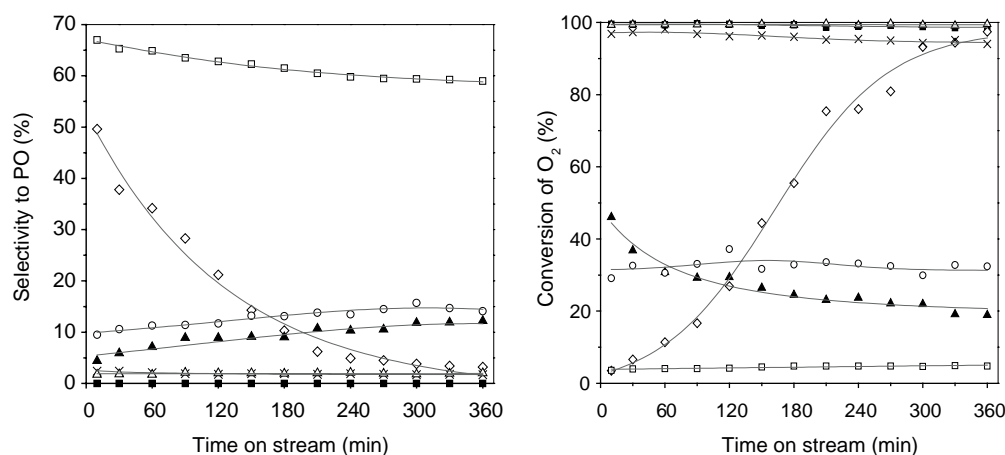 Selectivity to PO (%)
80
70
60
50
40
30
20
10
0
0 60 120 180 240 300 360
Time on stream (min)
Conversion of O₂ (%)
100
80
60
40
20
0
0 60 120 180 240 300 360
Time on stream (min)